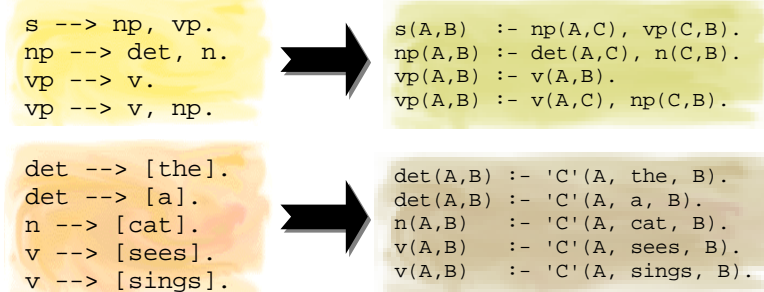 s --> np, vp.
np --> det, n.
vp --> v.
vp --> v, np.
s(A,B)  :- np(A,C), vp(C,B).
np(A,B) :- det(A,C), n(C,B).
vp(A,B) :- v(A,B).
vp(A,B) :- v(A,C), np(C,B).
det --> [the].
det --> [a].
n --> [cat].
v --> [sees].
v --> [sings].
det(A,B) :- 'C'(A, the, B).
det(A,B) :- 'C'(A, a, B).
n(A,B)   :- 'C'(A, cat, B).
v(A,B)   :- 'C'(A, sees, B).
v(A,B)   :- 'C'(A, sings, B).